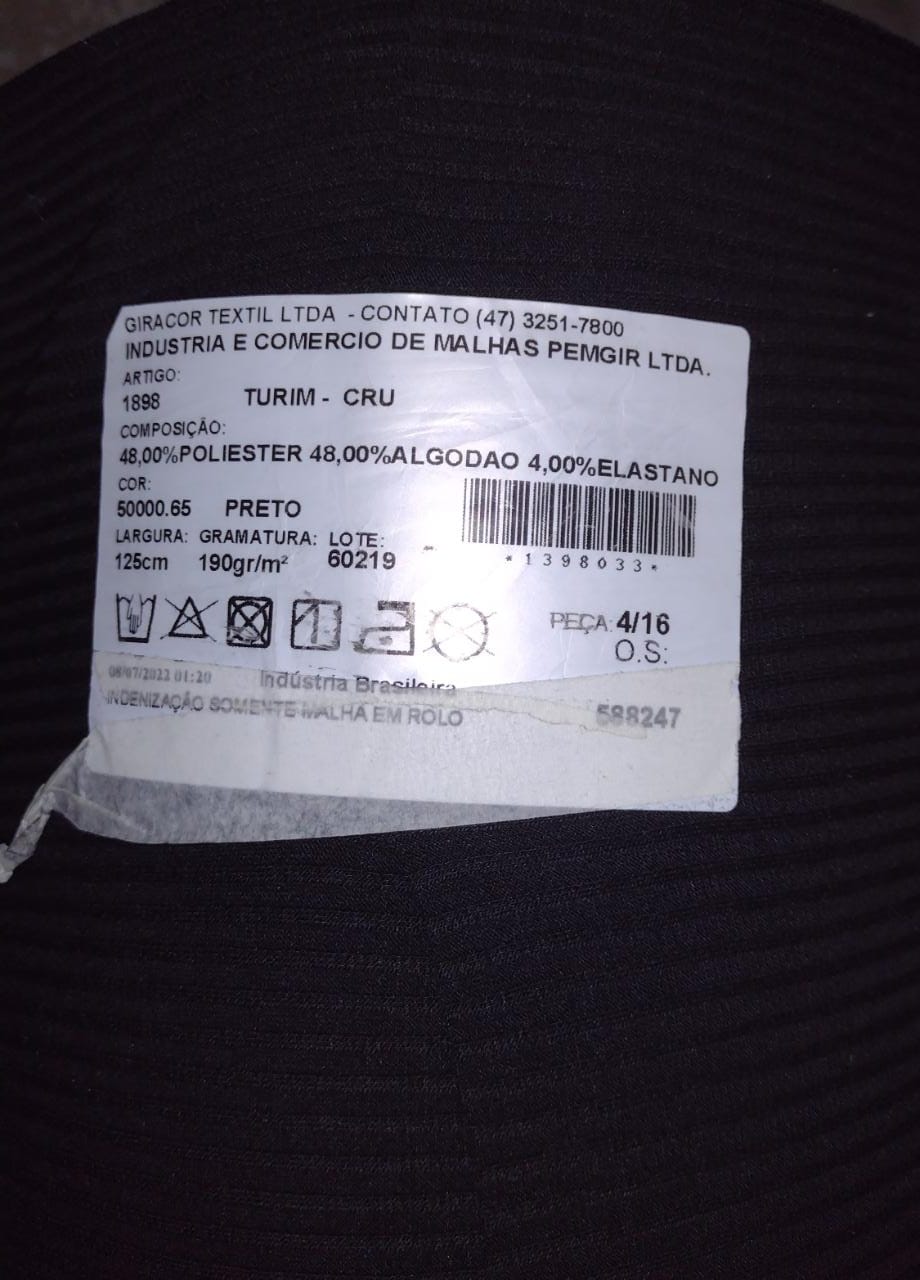 GIRACOR TEXTIL LTDA - CONTATO (47) 3251-7800
INDUSTRIA E COMERCIO DE MALHAS PEMGIR LTDA.
ARTIGO:
1898 TURIM - CRU
COMPOSIÇÃO:
48,00%POLIESTER 48,00%ALGODAO 4,00%ELASTANO
COR:
50000.65 PRETO
LARGURA: GRAMATURA: LOTE:
125cm 190gr/m² 60219
*1398033*
PEÇA: 4/16
O.S:
08/07/2022 01:20 Indústria Brasileira
INDENIZAÇÃO SOMENTE MALHA EM ROLO 588247